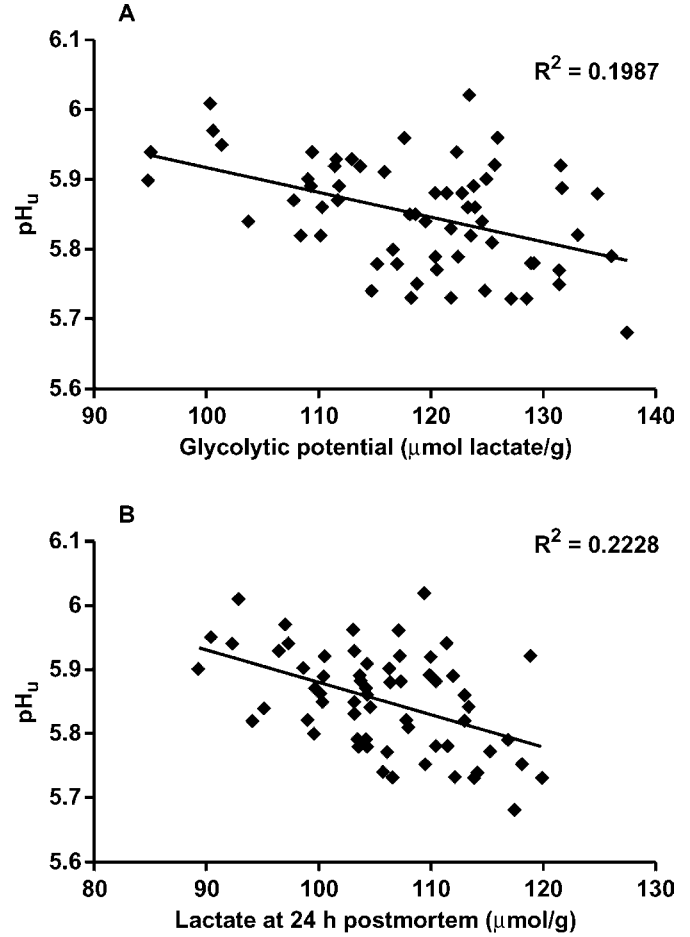 A
R² = 0.1987
6.1
6
5.9
5.8
5.7
5.6
pHu
90 100 110 120 130 140
Glycolytic potential (μmol lactate/g)
B
R² = 0.2228
6.1
6
5.9
5.8
5.7
5.6
pHu
80 90 100 110 120 130
Lactate at 24 h postmortem (μmol/g)